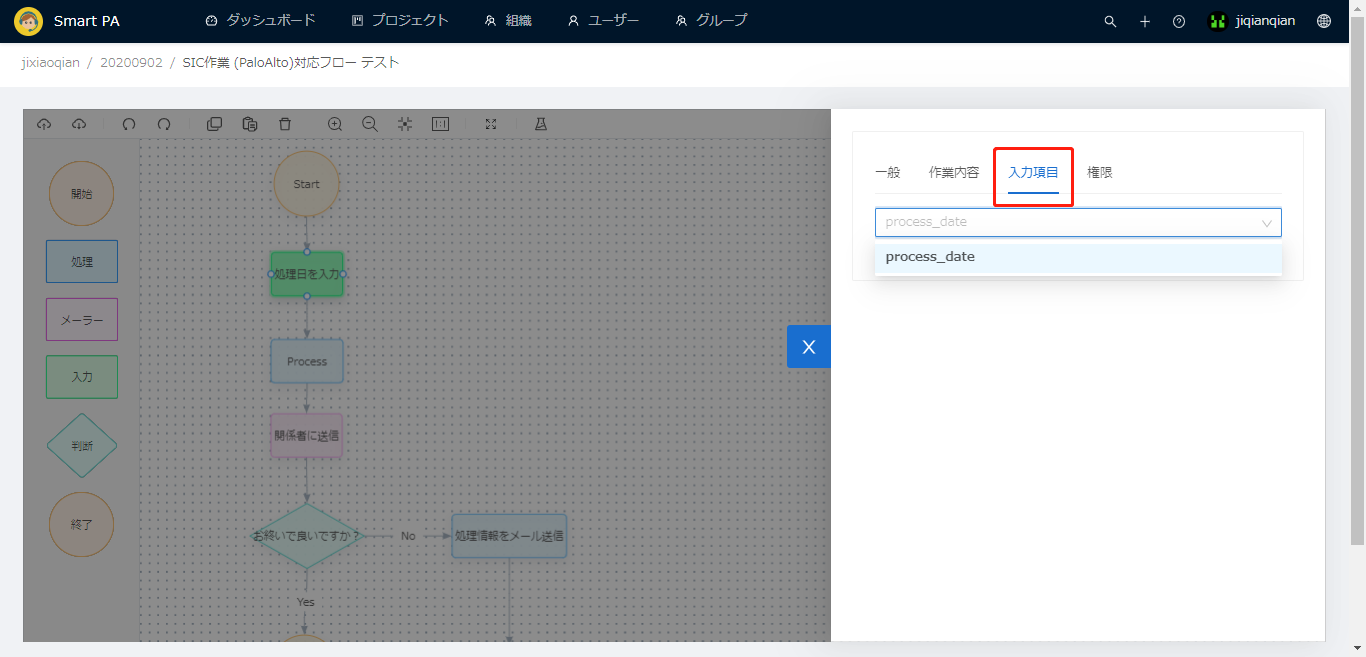 Smart PA ダッシュボード プロジェクト 組織 ユーザー グループ jiqianqian
jixiaoqian / 20200902 / SIC作業 (PaloAlto)対応フロー テスト
開始
処理
メーラー
入力
判断
終了
Start
処理日を入力
Process
関係者に送信
お終いで良いですか？
No
処理情報をメール送信
Yes
X
一般 作業内容 入力項目 権限
process_date
process_date